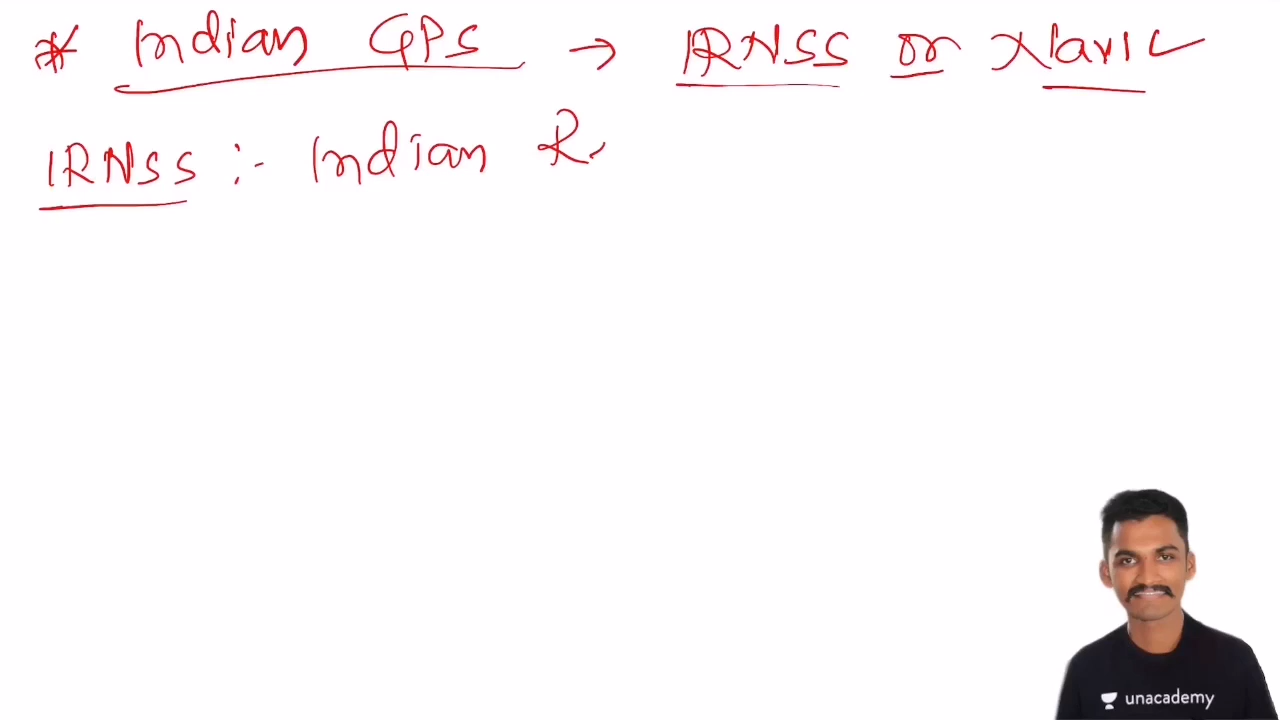 * Indian GPS → IRNSS or NavIC
IRNSS :- Indian R
unacademy